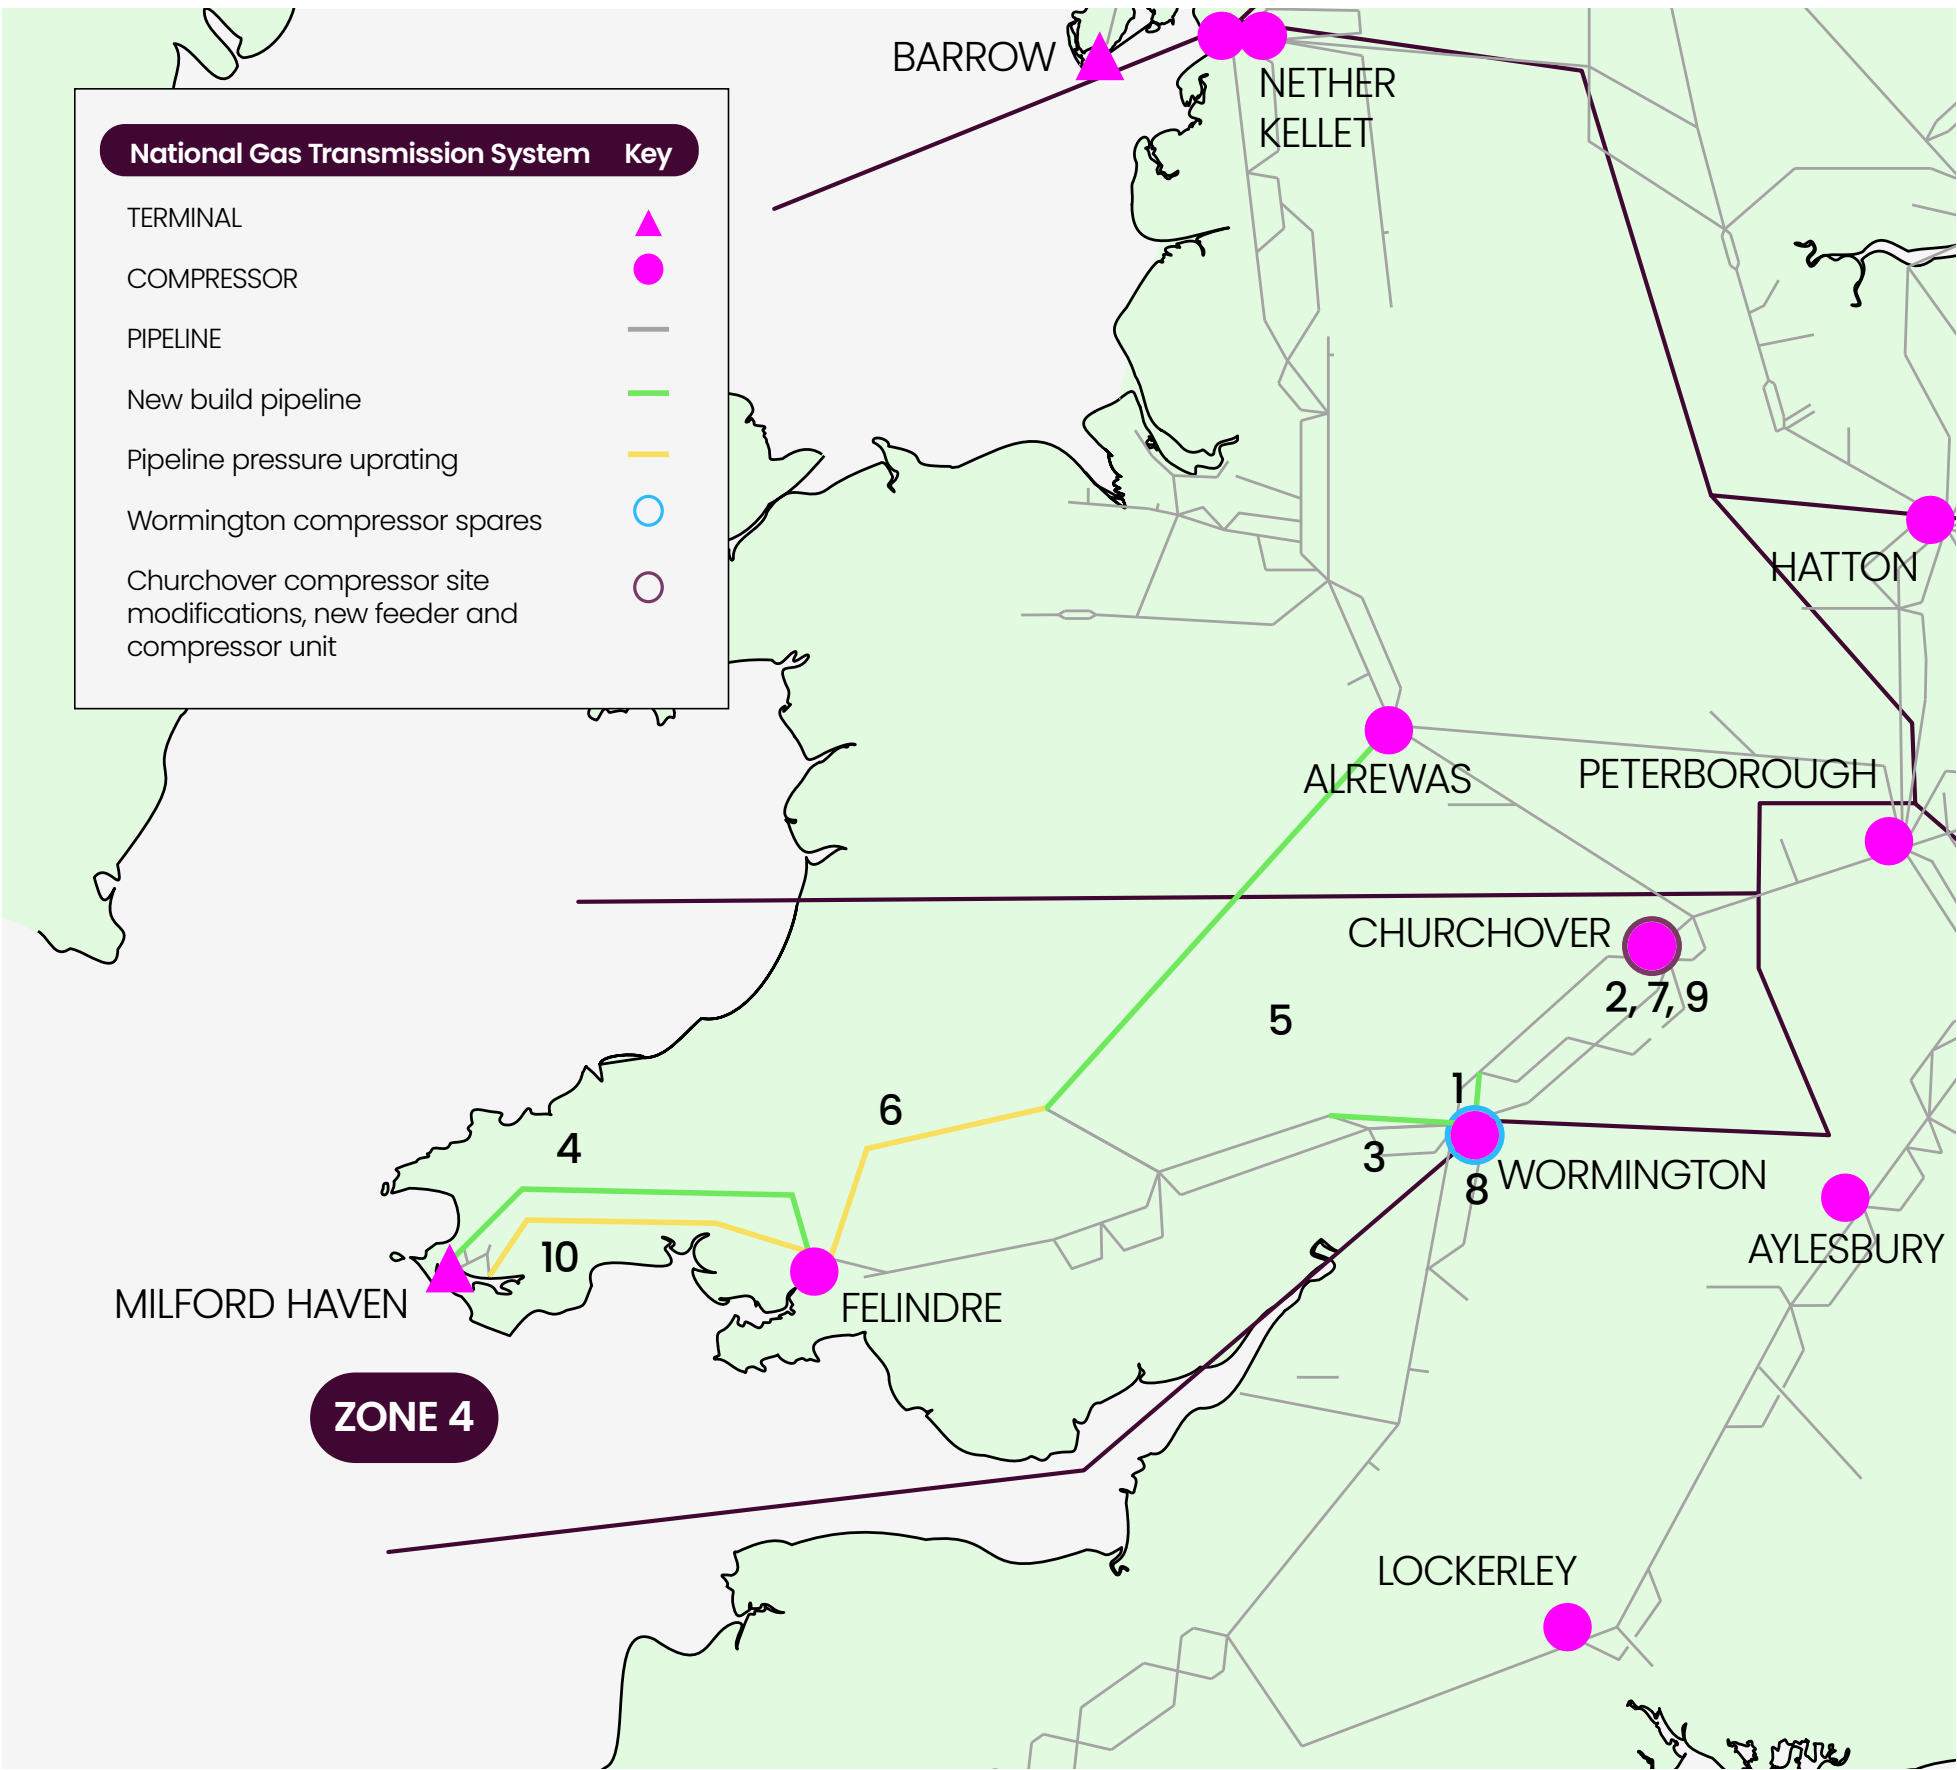 BARROW
NETHER
KELLET
National Gas Transmission System Key
TERMINAL
COMPRESSOR
PIPELINE
New build pipeline
Pipeline pressure uprating
Wormington compressor spares
Churchover compressor site
modifications, new feeder and
compressor unit
HATTON
ALREWAS
PETERBOROUGH
CHURCHOVER
2, 7, 9
5
1
6
4
3
8
WORMINGTON
AYLESBURY
10
MILFORD HAVEN
FELINDRE
ZONE 4
LOCKERLEY